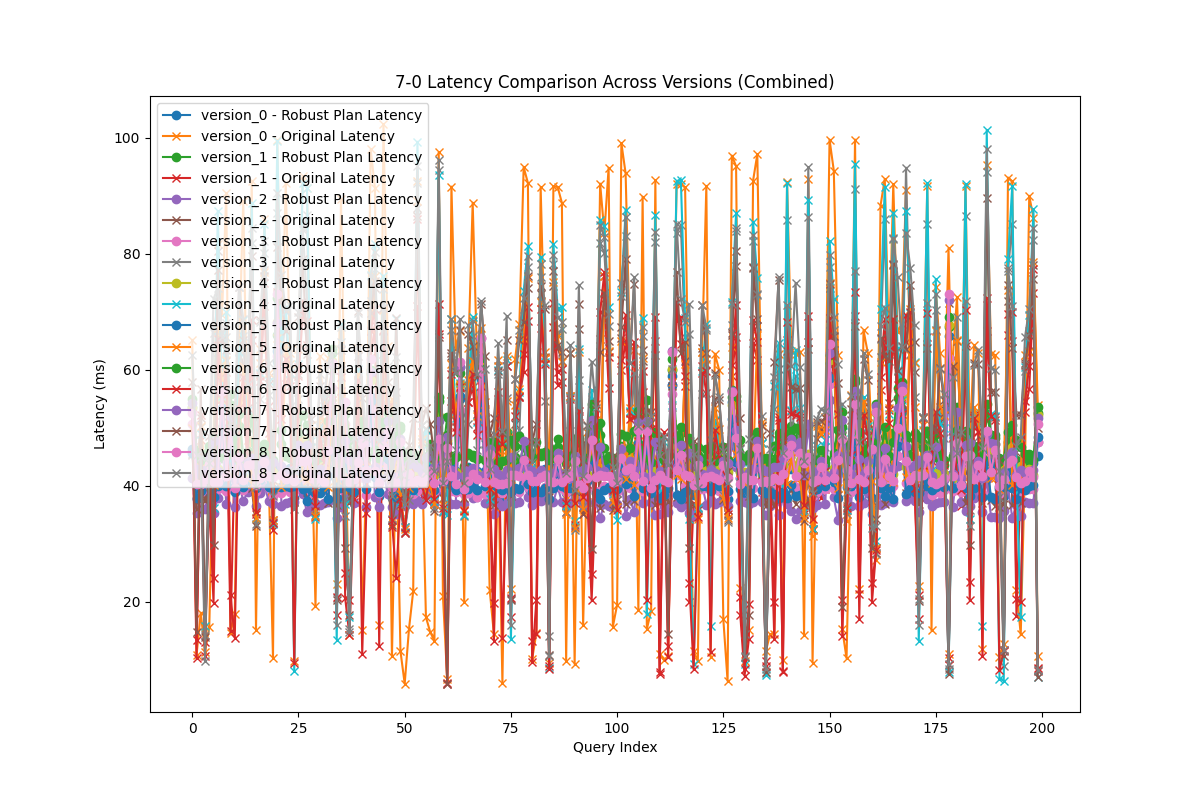 7-0 Latency Comparison Across Versions (Combined)
version_0 - Robust Plan Latency
version_0 - Original Latency
version_1 - Robust Plan Latency
version_1 - Original Latency
version_2 - Robust Plan Latency
version_2 - Original Latency
version_3 - Robust Plan Latency
version_3 - Original Latency
version_4 - Robust Plan Latency
version_4 - Original Latency
version_5 - Robust Plan Latency
version_5 - Original Latency
version_6 - Robust Plan Latency
version_6 - Original Latency
version_7 - Robust Plan Latency
version_7 - Original Latency
version_8 - Robust Plan Latency
version_8 - Original Latency
Latency (ms)
100
80
60
40
20
0 25 50 75 100 125 150 175 200
Query Index